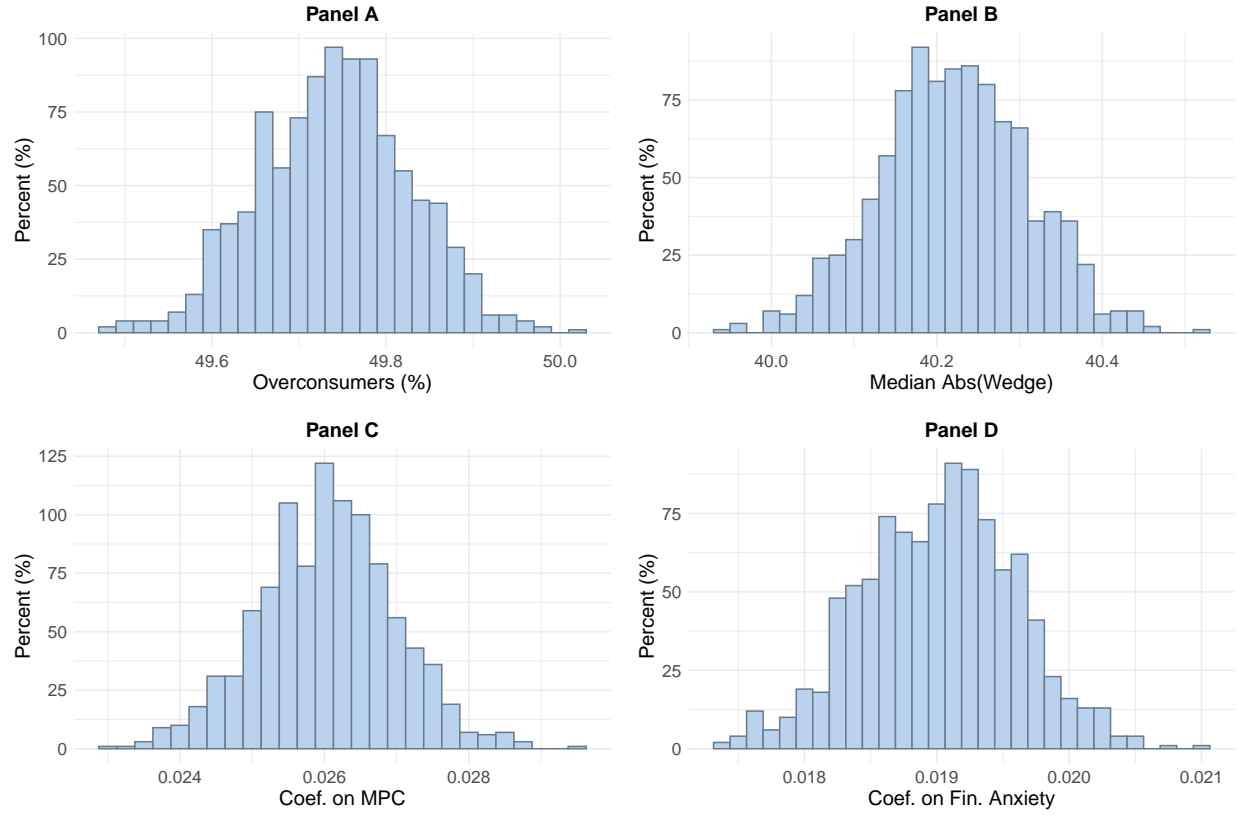 Panel A
100
75
50
25
0
Percent (%)
49.6 49.8 50.0
Overconsumers (%)
Panel B
75
50
25
0
Percent (%)
40.0 40.2 40.4
Median Abs(Wedge)
Panel C
125
100
75
50
25
0
Percent (%)
0.024 0.026 0.028
Coef. on MPC
Panel D
75
50
25
0
Percent (%)
0.018 0.019 0.020 0.021
Coef. on Fin. Anxiety